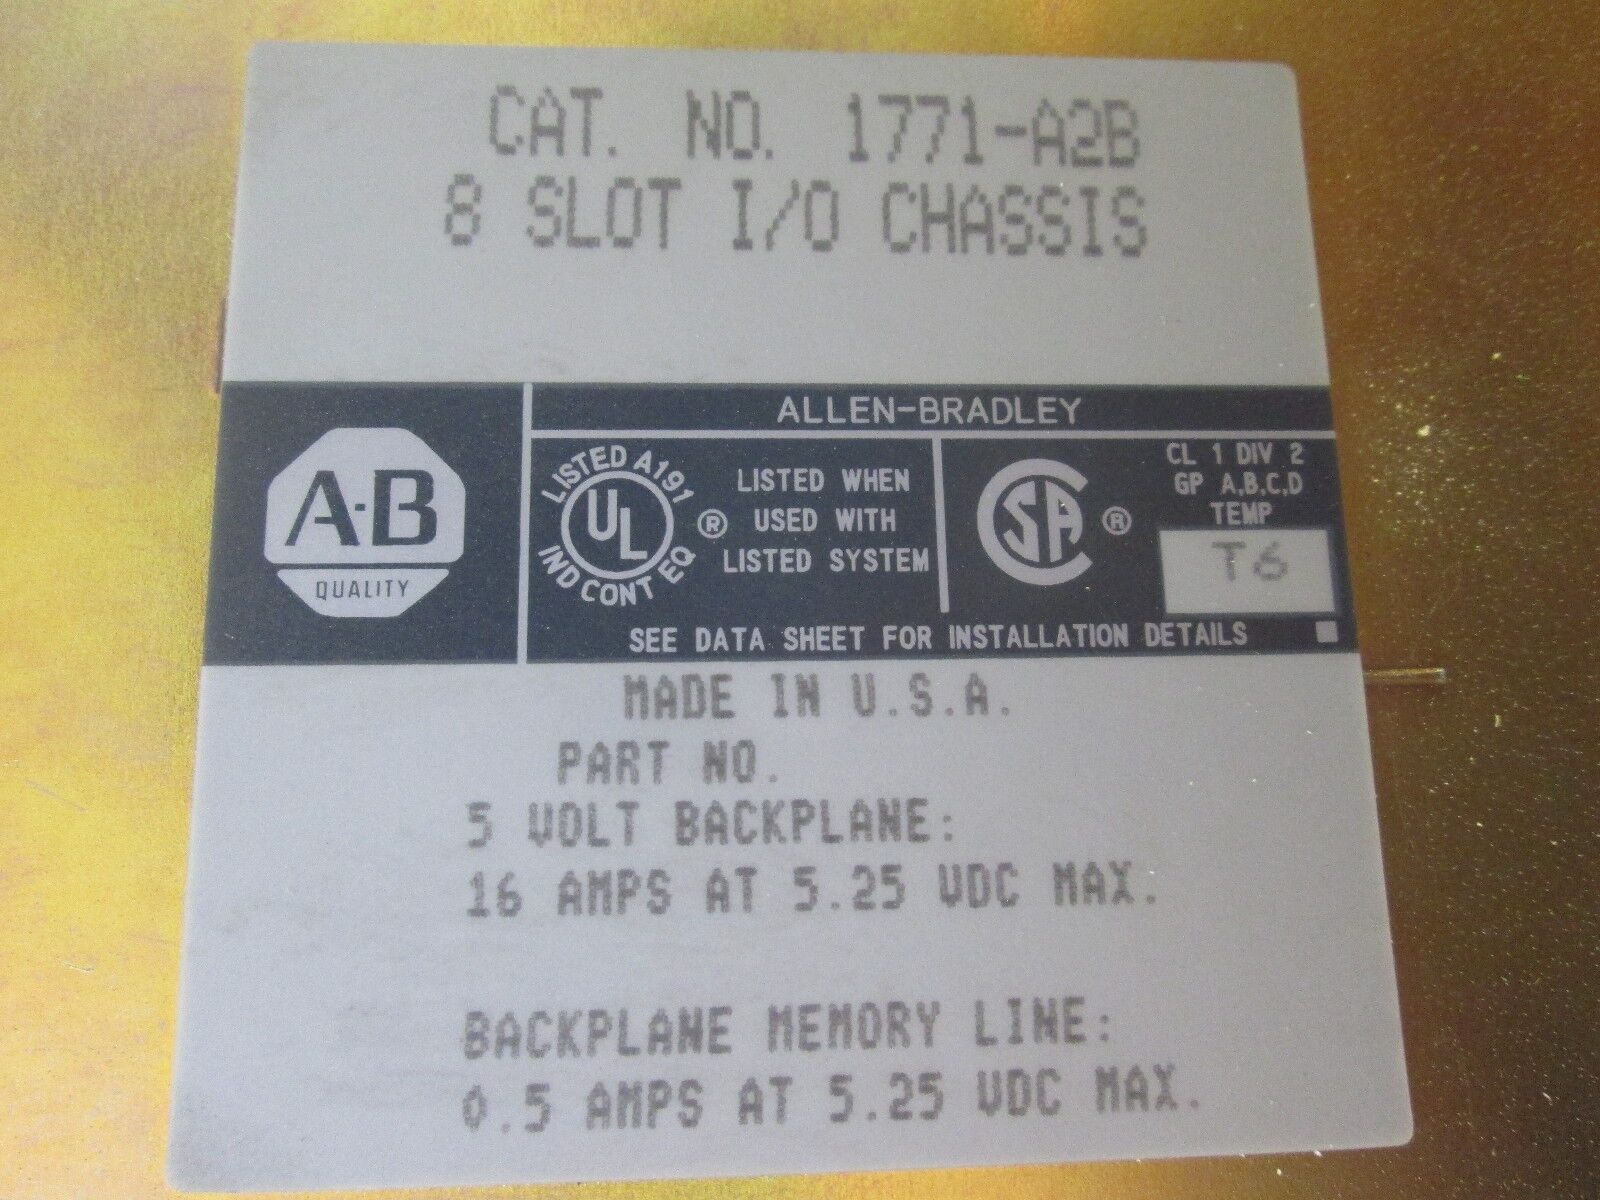 CAT. NO. 1771-A2B
8 SLOT I/O CHASSIS
ALLEN-BRADLEY
A-B
QUALITY
LISTED A191
UL ®
IND CONT EQ
LISTED WHEN
USED WITH
LISTED SYSTEM
CSA ®
CL 1 DIV 2
GP A,B,C,D
TEMP
T6
SEE DATA SHEET FOR INSTALLATION DETAILS
MADE IN U.S.A.
PART NO.
5 VOLT BACKPLANE:
16 AMPS AT 5.25 VDC MAX.
BACKPLANE MEMORY LINE:
0.5 AMPS AT 5.25 VDC MAX.